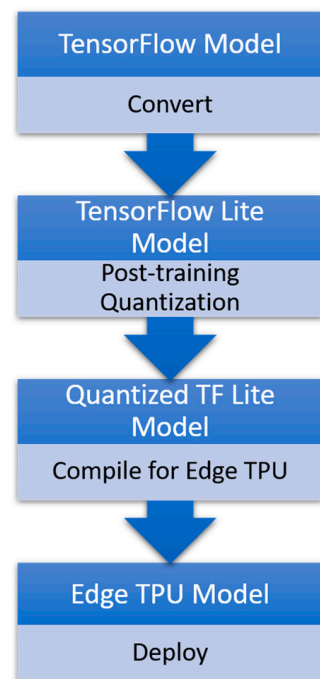 TensorFlow Model
Convert
TensorFlow Lite
Model
Post-training
Quantization
Quantized TF Lite
Model
Compile for Edge TPU
Edge TPU Model
Deploy